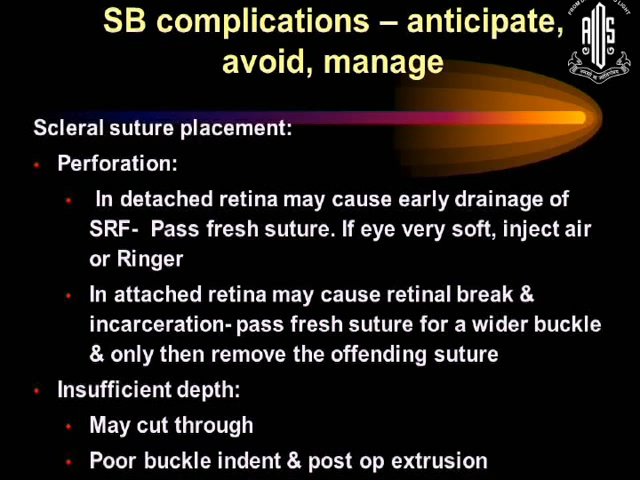 SB complications – anticipate,
avoid, manage
Scleral suture placement:
• Perforation:
• In detached retina may cause early drainage of
SRF- Pass fresh suture. If eye very soft, inject air
or Ringer
• In attached retina may cause retinal break &
incarceration- pass fresh suture for a wider buckle
& only then remove the offending suture
• Insufficient depth:
• May cut through
• Poor buckle indent & post op extrusion